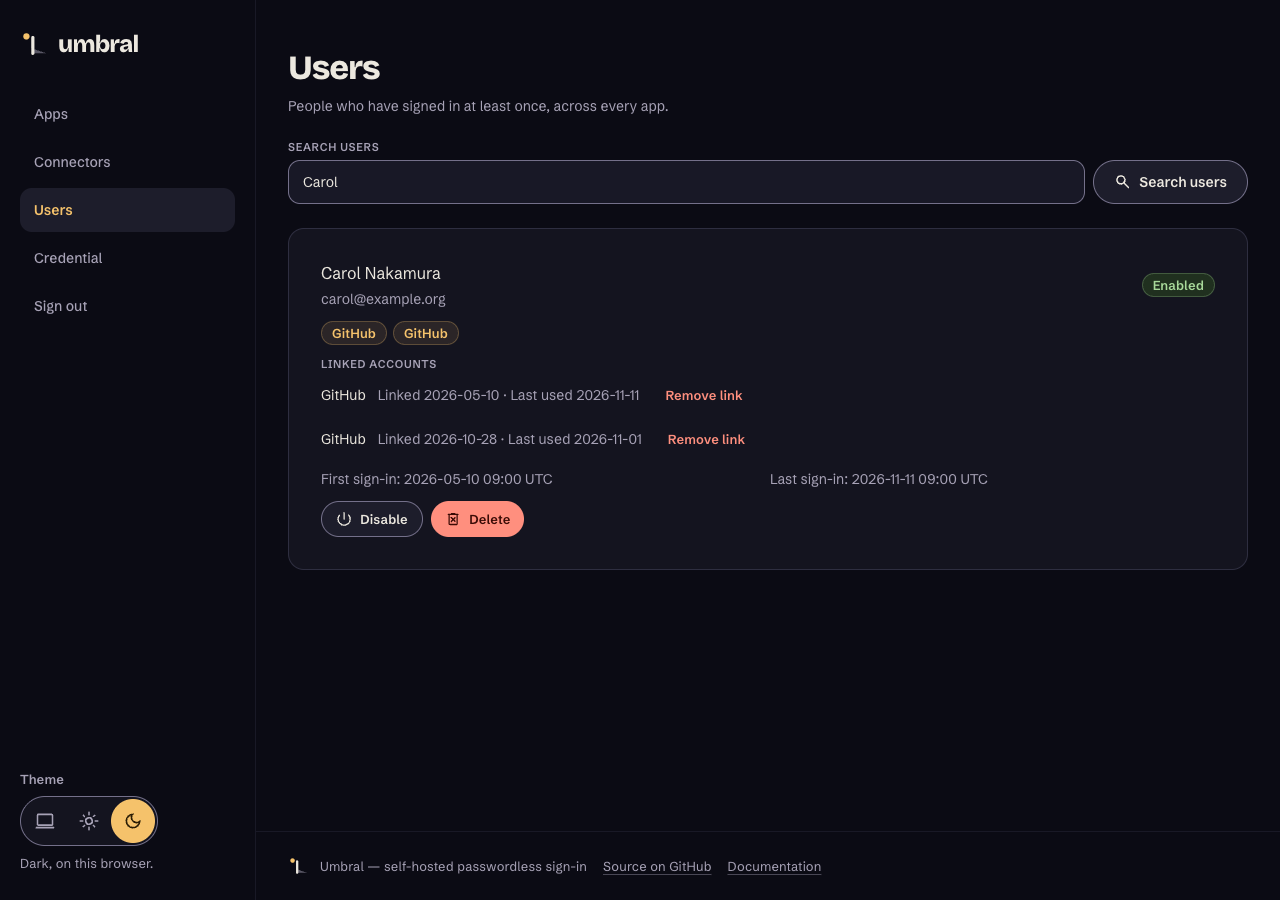 umbral
Apps
Connectors
Users
Credential
Sign out
Theme
Dark, on this browser.
Users
People who have signed in at least once, across every app.
SEARCH USERS
Carol
Search users
Carol Nakamura
carol@example.org
Enabled
GitHub GitHub
LINKED ACCOUNTS
GitHub Linked 2026-05-10 · Last used 2026-11-11 Remove link
GitHub Linked 2026-10-28 · Last used 2026-11-01 Remove link
First sign-in: 2026-05-10 09:00 UTC Last sign-in: 2026-11-11 09:00 UTC
Disable Delete
Umbral — self-hosted passwordless sign-in Source on GitHub Documentation